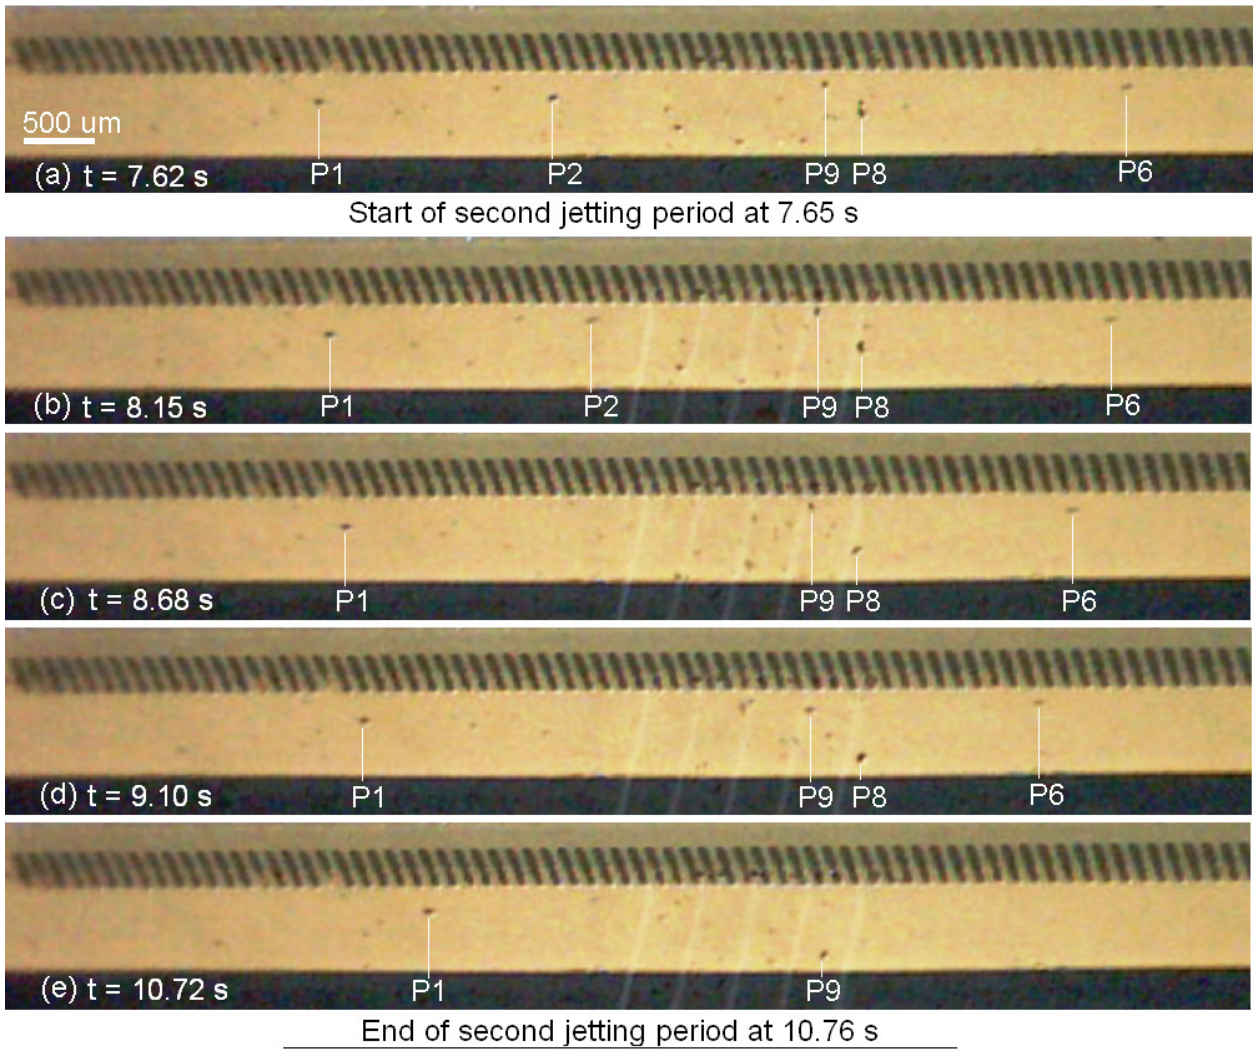 500 um
(a) t = 7.62 s P1 P2 P9 P8 P6
Start of second jetting period at 7.65 s
(b) t = 8.15 s P1 P2 P9 P8 P6
(c) t = 8.68 s P1 P9 P8 P6
(d) t = 9.10 s P1 P9 P8 P6
(e) t = 10.72 s P1 P9
End of second jetting period at 10.76 s